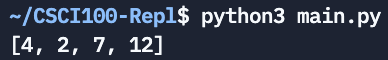 ~/CSCI100-Repl$ python3 main.py
[4, 2, 7, 12]